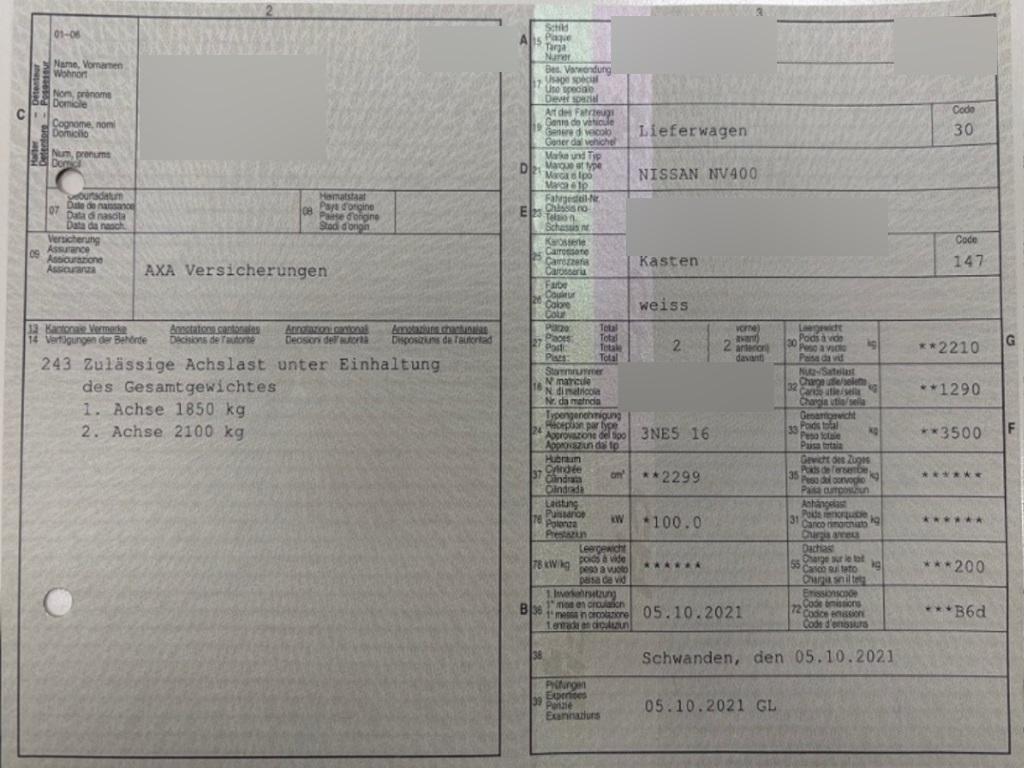 2
01-06
Name, Vornamen
Wohnort
Nom, prénoms
Domicile
Cognome, nomi
Domicilio
Num, prenums
Domicil
C
Halter - Détenteur
Detentore - Possessur
07
Geburtsdatum
Date de naissance
Data di nascita
Data da nasch.
08
Heimatstaat
Pays d'origine
Paese d'origine
Stadi d'origin
09
Versicherung
Assurance
Assicurazione
Assicuranza
AXA Versicherungen
13 Kantonale Vermerke Annotations cantonales Annotazioni cantonali Annotaziuns chantunalas
14 Verfügungen der Behörde Décisions de l'autorité Decisioni dell'autorità Disposiziuns da l'autoritad
243 Zulässige Achslast unter Einhaltung
des Gesamtgewichtes
1. Achse 1850 kg
2. Achse 2100 kg
3
A
15
Schild
Plaque
Targa
Numer
17
Bes. Verwendung
Usage spécial
Uso speciale
Diever spezial
19
Art des Fahrzeugs
Genre de véhicule
Genere di veicolo
Gener dal vehichel
Lieferwagen
Code
30
D
21
Marke und Typ
Marque et type
Marca e tipo
Marca e tip
NISSAN NV400
E
23
Fahrgestell-Nr.
Châssis no
Telaio n.
Schassis nr.
25
Karosserie
Carrosserie
Carrozzeria
Carossaria
Kasten
Code
147
26
Farbe
Couleur
Colore
Colur
weiss
27
Plätze: Total
Places: Total
Posti: Totale
Plazs: Total
2
2
vorne)
avant)
anteriori)
davant)
30
Leergewicht
Poids à vide
Peso a vuoto
Paisa da vid
kg
**2210
G
18
Stammnummer
N° matricule
N. di matricola
Nr. da matricla
32
Nutz-/Sattellast
Charge utile/sellette
Carico utile/sella
Chargia utila/sella
kg
**1290
24
Typengenehmigung
Réception par type
Approvazione del tipo
Approvaziun dal tip
3NE5 16
33
Gesamtgewicht
Poids total
Peso totale
Paisa totala
kg
**3500
F
37
Hubraum
Cylindrée
Cilindrata
Cilindrada
cm³
**2299
35
Gewicht des Zuges
Poids de l'ensemble
Peso del convoglio
Paisa cumposiziun
kg
******
76
Leistung
Puissance
Potenza
Prestaziun
kW
*100.0
31
Anhängelast
Poids remorquable
Carico rimorchiato
Chargia annexa
kg
******
78 kW/kg
Leergewicht
poids à vide
peso a vuoto
paisa da vid
******
55
Dachlast
Charge sur le toit
Carico sul tetto
Chargia sin il tetg
kg
***200
B
36
1. Inverkehrsetzung
1re mise en circulation
1a messa in circolazione
1. entrada en circulaziun
05.10.2021
72
Emissionscode
Code émissions
Codice emissioni
Code d'emissiuns
***B6d
38
Schwanden, den 05.10.2021
39
Prüfungen
Expertises
Perizie
Examinaziuns
05.10.2021 GL